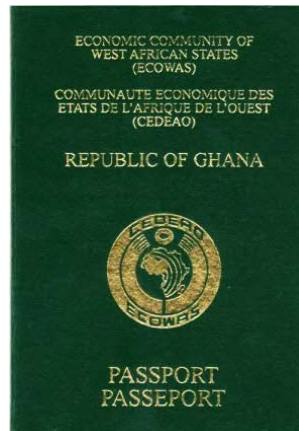 ECONOMIC COMMUNITY OF
WEST AFRICAN STATES
(ECOWAS)
COMMUNAUTE ECONOMIQUE DES
ETATS DE L'AFRIQUE DE L'OUEST
(CEDEAO)
REPUBLIC OF GHANA
CEDEAO
ECOWAS
PASSPORT
PASSEPORT